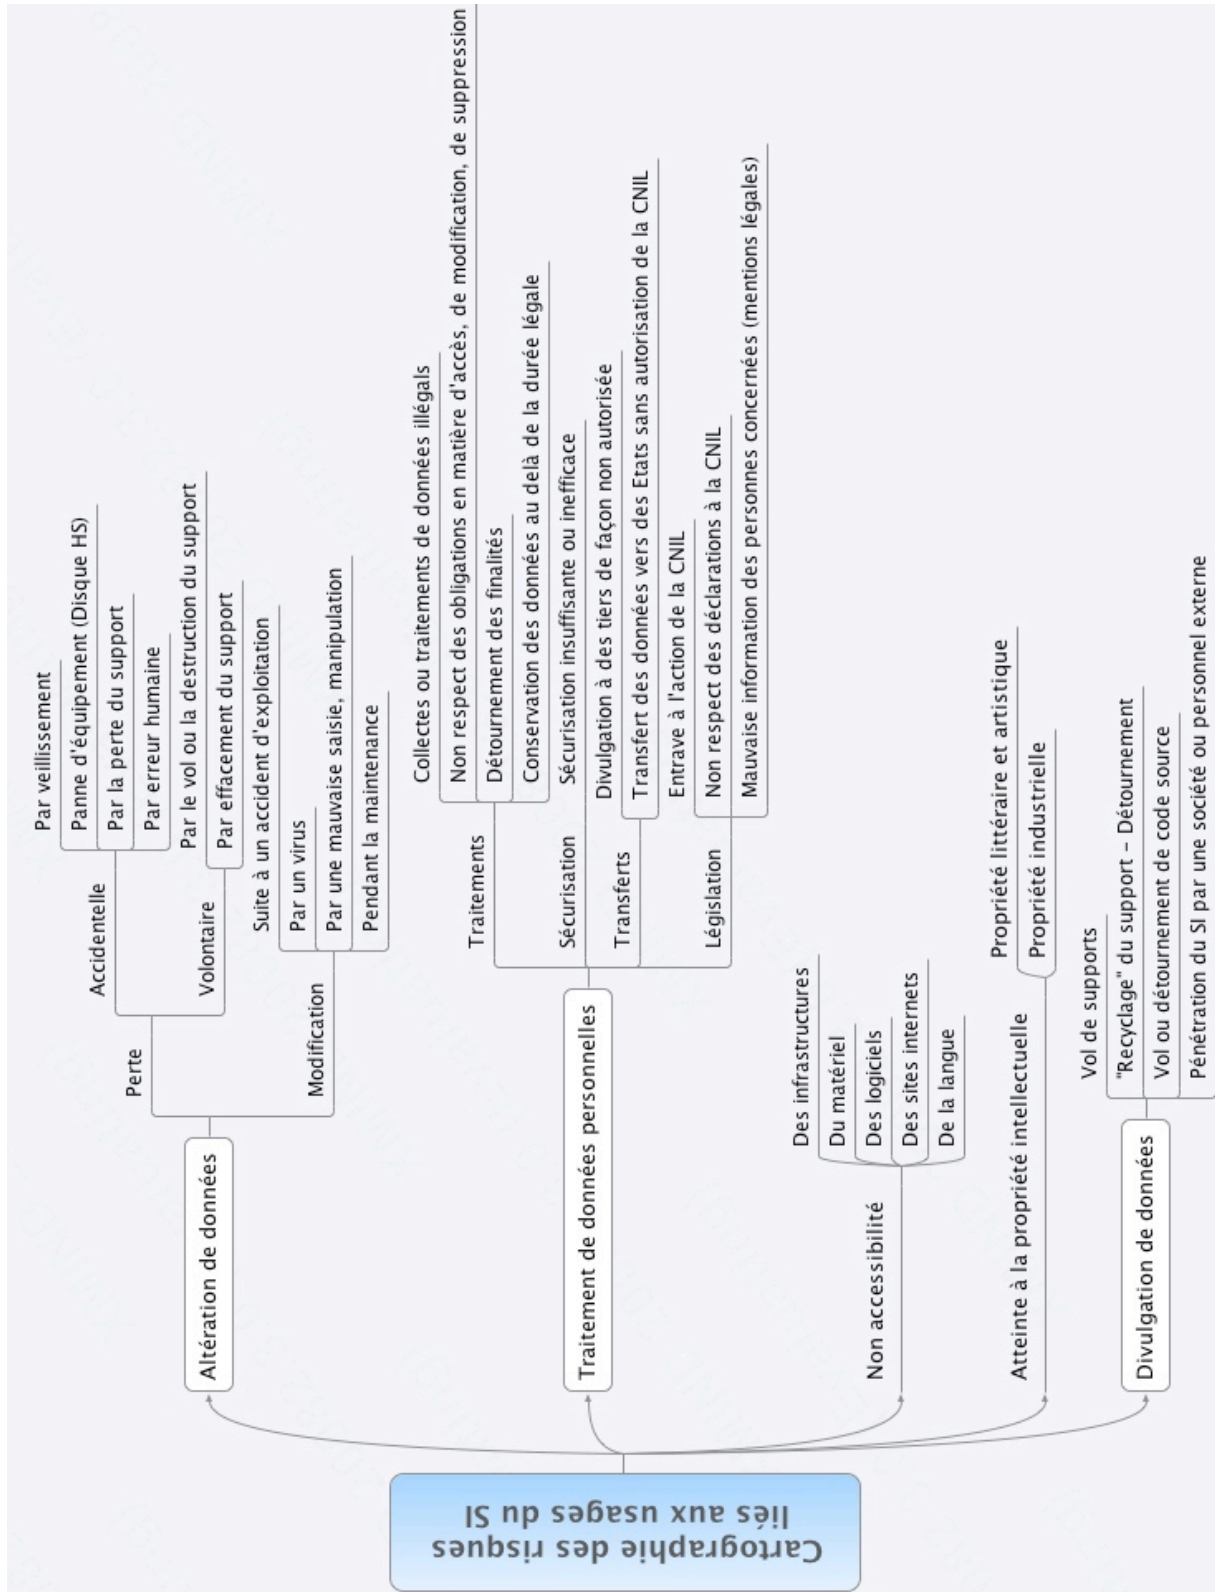 Cartographie des risques
liés aux usages du SI
Altération de données
Perte
Accidentelle
Par veillissement
Panne d'équipement (Disque HS)
Par la perte du support
Par erreur humaine
Volontaire
Par le vol ou la destruction du support
Par effacement du support
Modification
Suite à un accident d'exploitation
Par un virus
Par une mauvaise saisie, manipulation
Pendant la maintenance
Traitement de données personnelles
Traitements
Collectes ou traitements de données illégals
Non respect des obligations en matière d'accès, de modification, de suppression
Détournement des finalités
Conservation des données au delà de la durée légale
Sécurisation
Sécurisation insuffisante ou inefficace
Transferts
Divulgation à des tiers de façon non autorisée
Transfert des données vers des Etats sans autorisation de la CNIL
Législation
Entrave à l'action de la CNIL
Non respect des déclarations à la CNIL
Mauvaise information des personnes concernées (mentions légales)
Non accessibilité
Des infrastructures
Du matériel
Des logiciels
Des sites internets
De la langue
Atteinte à la propriété intellectuelle
Propriété littéraire et artistique
Propriété industrielle
Divulgation de données
Vol de supports
"Recyclage" du support – Détournement
Vol ou détournement de code source
Pénétration du SI par une société ou personnel externe